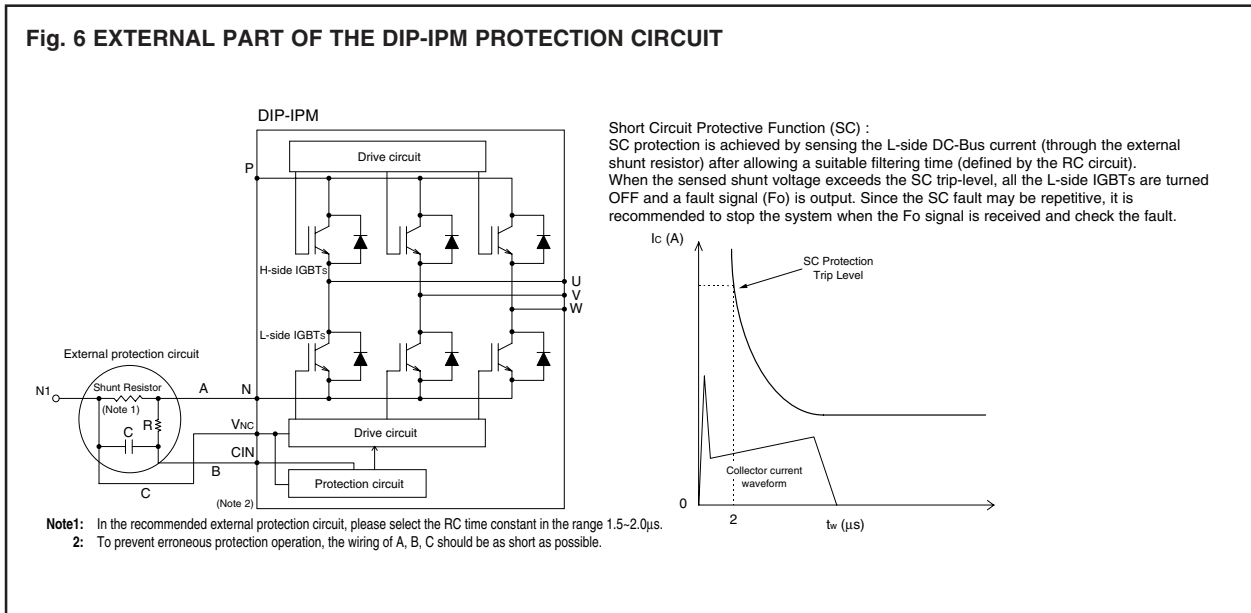 Fig. 6 EXTERNAL PART OF THE DIP-IPM PROTECTION CIRCUIT
DIP-IPM
Drive circuit
P
H-side IGBTs
U
V
W
L-side IGBTs
External protection circuit
N1
Shunt Resistor
(Note 1)
A
N
R
C
VNC
Drive circuit
CIN
B
C
Protection circuit
(Note 2)
Short Circuit Protective Function (SC) :
SC protection is achieved by sensing the L-side DC-Bus current (through the external
shunt resistor) after allowing a suitable filtering time (defined by the RC circuit).
When the sensed shunt voltage exceeds the SC trip-level, all the L-side IGBTs are turned
OFF and a fault signal (Fo) is output. Since the SC fault may be repetitive, it is
recommended to stop the system when the Fo signal is received and check the fault.
IC (A)
SC Protection
Trip Level
Collector current
waveform
0
2
tw (μs)
Note1: In the recommended external protection circuit, please select the RC time constant in the range 1.5~2.0μs.
2: To prevent erroneous protection operation, the wiring of A, B, C should be as short as possible.